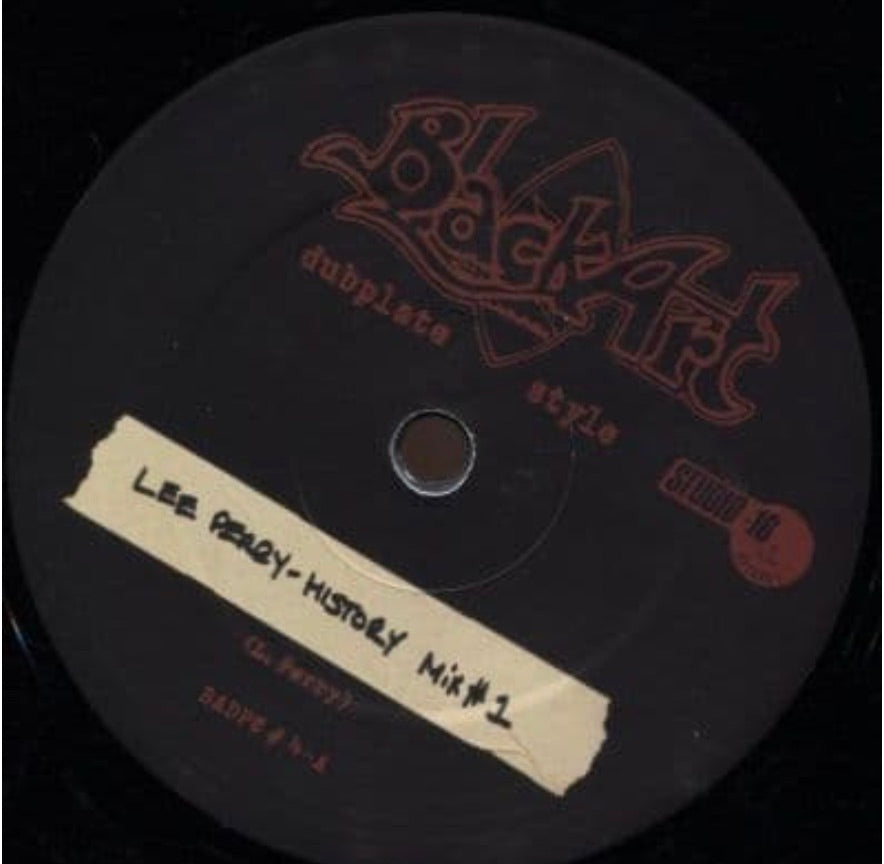 Black Art
dubplate style
STUDIO 16
LEE PERRY - HISTORY MIX #1
(L. Perry)